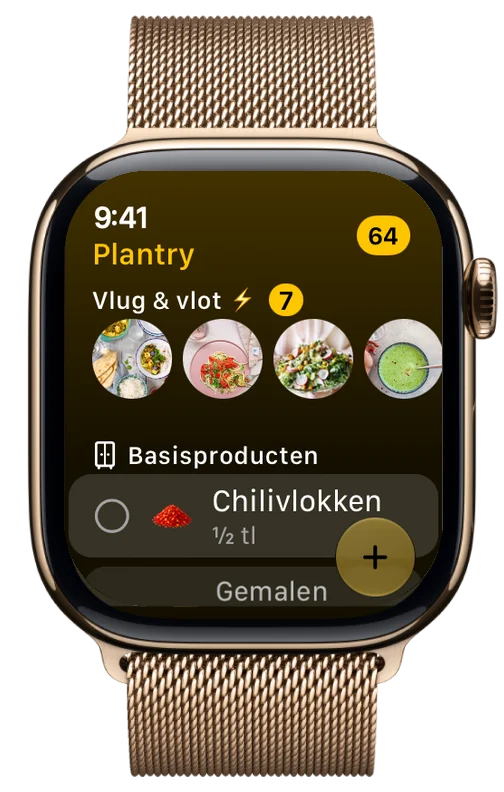 9:41
64
Plantry
Vlug & vlot ⚡ 7
Basisproducten
Chilivlokken
½ tl
+
Gemalen